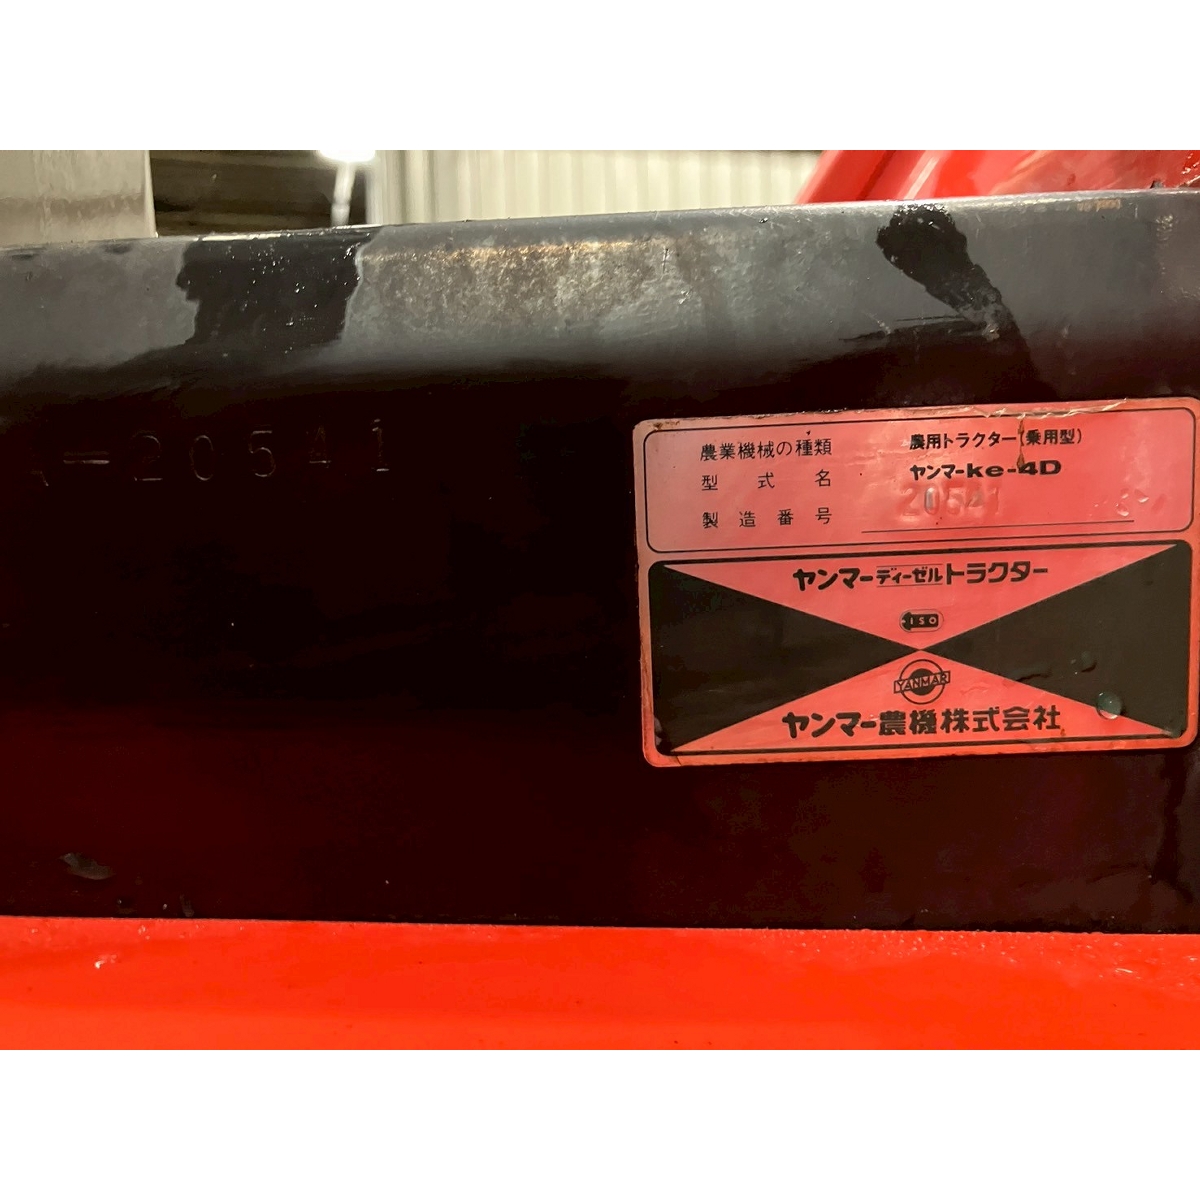 -20541
農業機械の種類 農用トラクター(乗用型)
型式名 ヤンマーke-4D
製造番号 20541
ヤンマーディーゼルトラクター
ISO
YANMAR
ヤンマー農機株式会社